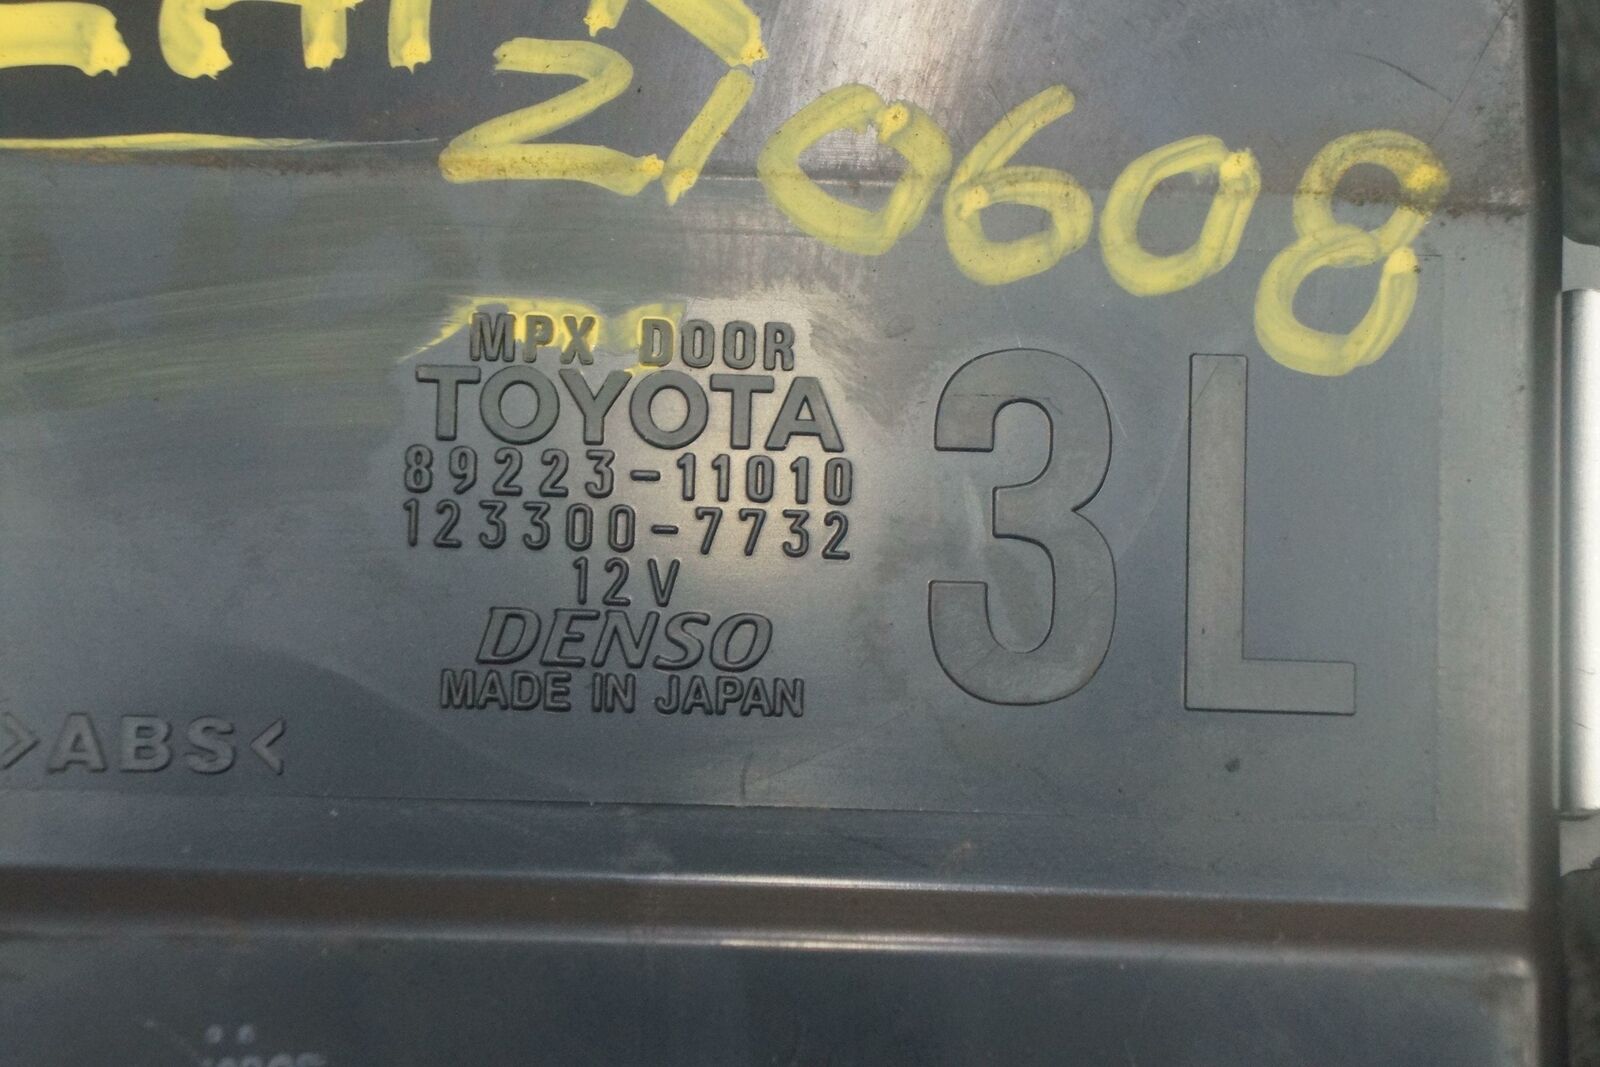 210608
MPX DOOR
TOYOTA
89223-11010
123300-7732
12V
DENSO
MADE IN JAPAN
3L
>ABS<